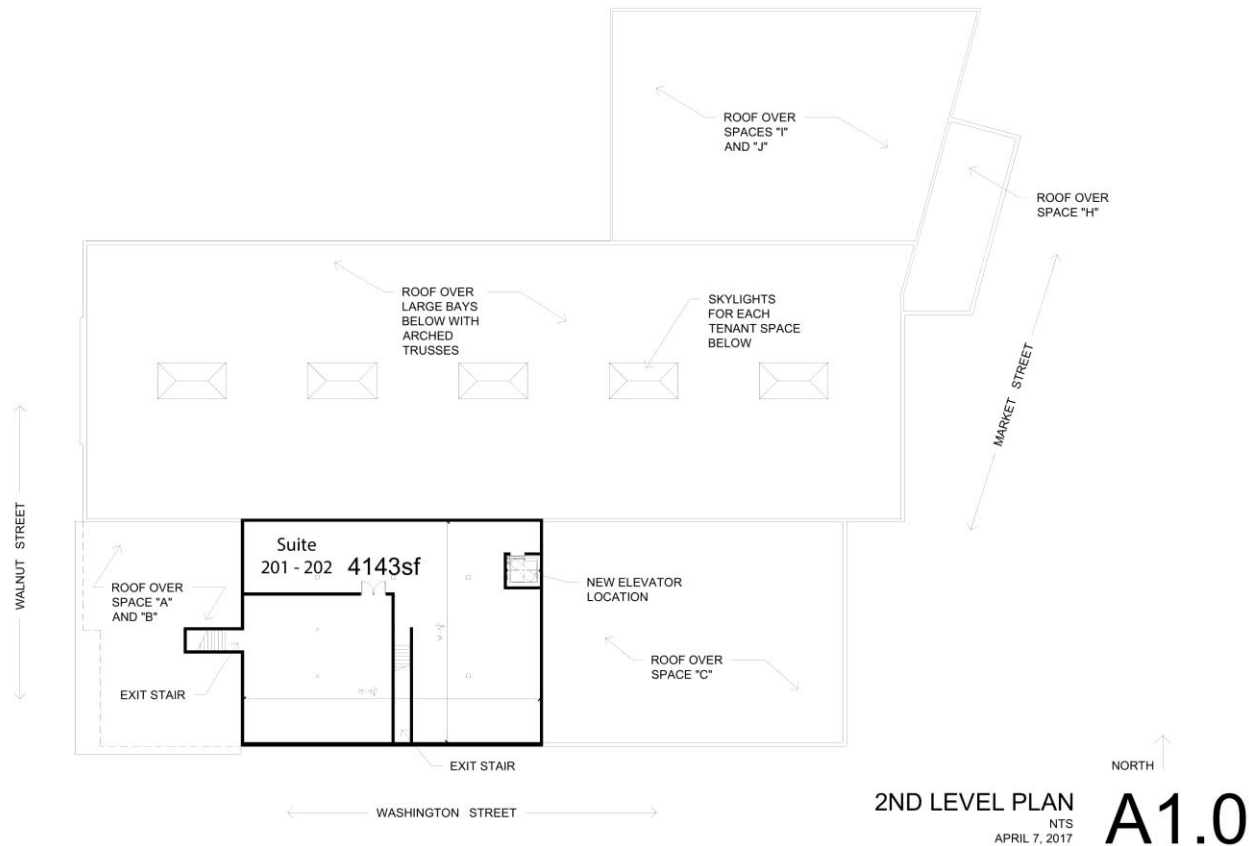 ROOF OVER
SPACES "I"
AND "J"
ROOF OVER
SPACE "H"
ROOF OVER
LARGE BAYS
BELOW WITH
ARCHED
TRUSSES
SKYLIGHTS
FOR EACH
TENANT SPACE
BELOW
MARKET STREET
WALNUT STREET
Suite
201 - 202 4143sf
NEW ELEVATOR
LOCATION
ROOF OVER
SPACE "A"
AND "B"
ROOF OVER
SPACE "C"
EXIT STAIR
EXIT STAIR
WASHINGTON STREET
NORTH
2ND LEVEL PLAN
NTS
APRIL 7, 2017
A1.0